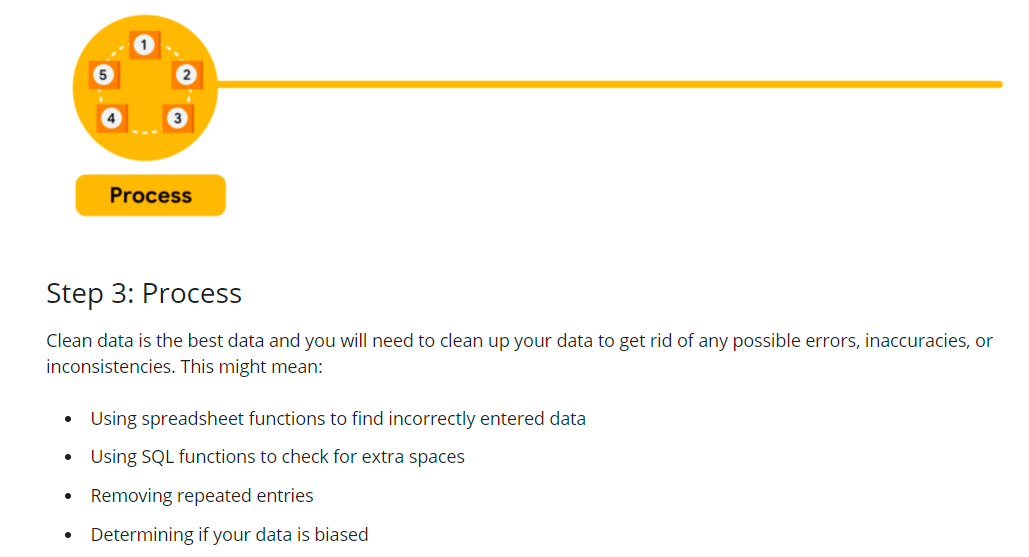 1
5
2
4
3
Process
Step 3: Process
Clean data is the best data and you will need to clean up your data to get rid of any possible errors, inaccuracies, or
inconsistencies. This might mean:
• Using spreadsheet functions to find incorrectly entered data
• Using SQL functions to check for extra spaces
• Removing repeated entries
• Determining if your data is biased